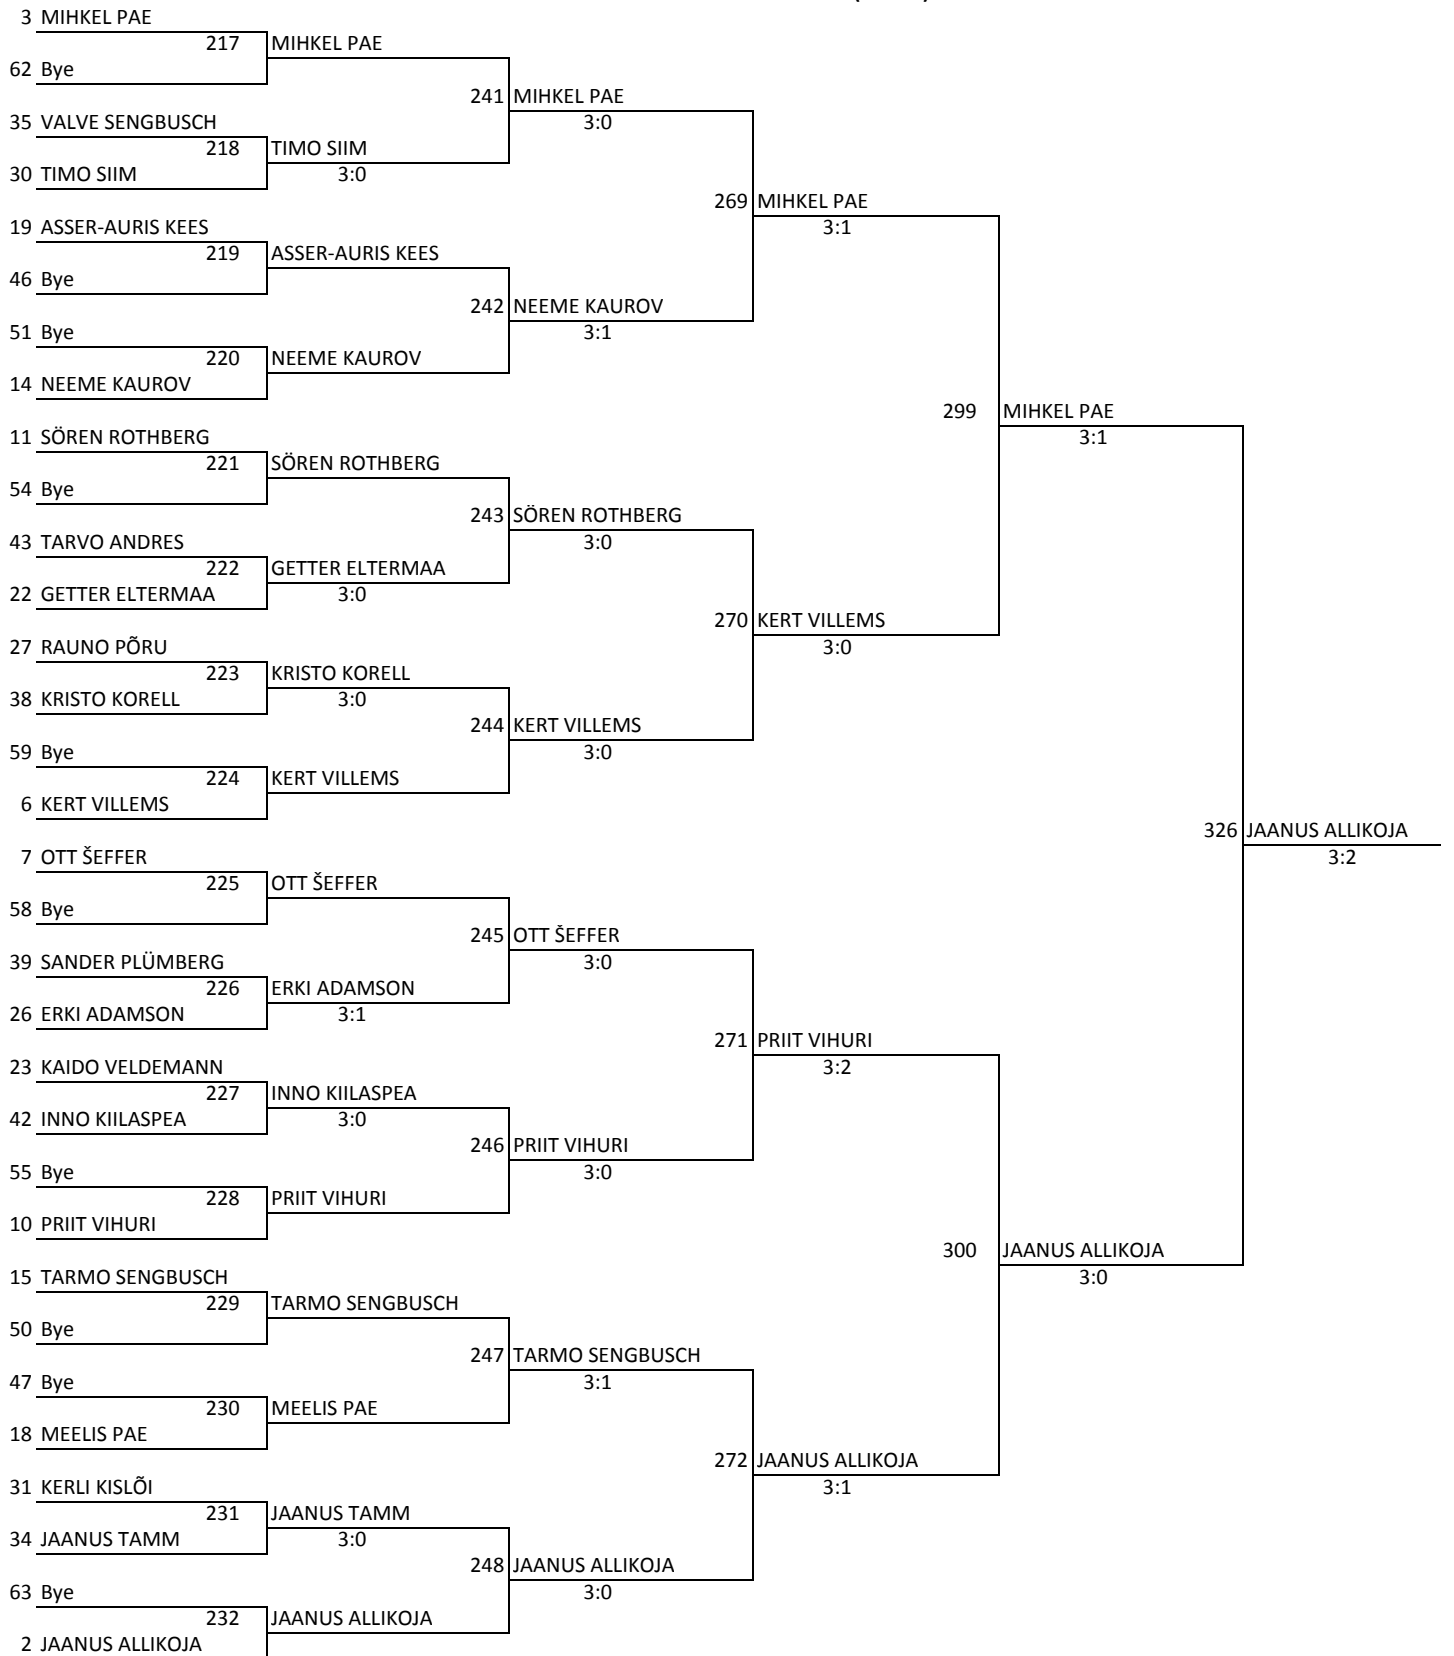 3 MIHKEL PAE
217 MIHKEL PAE
62 Bye
241 MIHKEL PAE
3:0
35 VALVE SENGBUSCH
218 TIMO SIIM
30 TIMO SIIM
3:0
269 MIHKEL PAE
3:1
19 ASSER-AURIS KEES
219 ASSER-AURIS KEES
46 Bye
242 NEEME KAUROV
3:1
51 Bye
220 NEEME KAUROV
14 NEEME KAUROV
299 MIHKEL PAE
3:1
11 SÖREN ROTHBERG
221 SÖREN ROTHBERG
54 Bye
243 SÖREN ROTHBERG
3:0
43 TARVO ANDRES
222 GETTER ELTERMAA
22 GETTER ELTERMAA
3:0
270 KERT VILLEMS
3:0
27 RAUNO PÕRU
223 KRISTO KORELL
38 KRISTO KORELL
3:0
244 KERT VILLEMS
3:0
59 Bye
224 KERT VILLEMS
6 KERT VILLEMS
326 JAANUS ALLIKOJA
3:2
7 OTT ŠEFFER
225 OTT ŠEFFER
58 Bye
245 OTT ŠEFFER
3:0
39 SANDER PLÜMBERG
226 ERKI ADAMSON
26 ERKI ADAMSON
3:1
271 PRIIT VIHURI
3:2
23 KAIDO VELDEMANN
227 INNO KIILASPEA
42 INNO KIILASPEA
3:0
246 PRIIT VIHURI
3:0
55 Bye
228 PRIIT VIHURI
10 PRIIT VIHURI
300 JAANUS ALLIKOJA
3:0
15 TARMO SENGBUSCH
229 TARMO SENGBUSCH
50 Bye
247 TARMO SENGBUSCH
3:1
47 Bye
230 MEELIS PAE
18 MEELIS PAE
272 JAANUS ALLIKOJA
3:1
31 KERLI KISLÕI
231 JAANUS TAMM
34 JAANUS TAMM
3:0
248 JAANUS ALLIKOJA
3:0
63 Bye
232 JAANUS ALLIKOJA
2 JAANUS ALLIKOJA